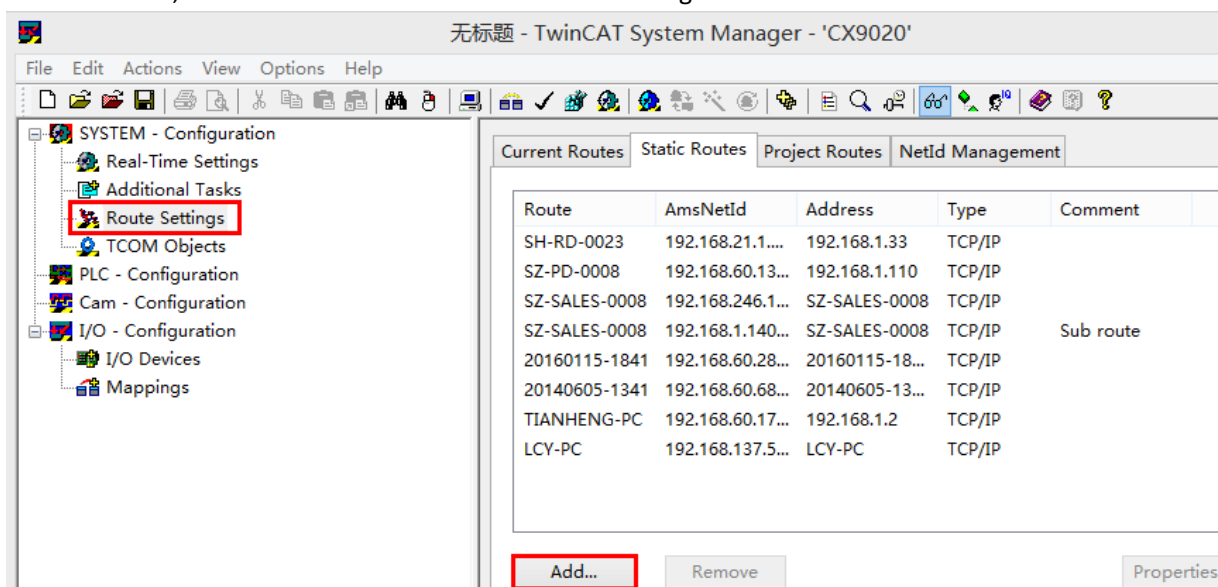 无标题 - TwinCAT System Manager - 'CX9020'
File Edit Actions View Options Help
SYSTEM - Configuration
Real-Time Settings
Additional Tasks
Route Settings
TCOM Objects
PLC - Configuration
Cam - Configuration
I/O - Configuration
I/O Devices
Mappings
Current Routes Static Routes Project Routes NetId Management
Route AmsNetId Address Type Comment
SH-RD-0023 192.168.21.1.... 192.168.1.33 TCP/IP
SZ-PD-0008 192.168.60.13... 192.168.1.110 TCP/IP
SZ-SALES-0008 192.168.246.1... SZ-SALES-0008 TCP/IP
SZ-SALES-0008 192.168.1.140... SZ-SALES-0008 TCP/IP Sub route
20160115-1841 192.168.60.28... 20160115-18... TCP/IP
20140605-1341 192.168.60.68... 20140605-13... TCP/IP
TIANHENG-PC 192.168.60.17... 192.168.1.2 TCP/IP
LCY-PC 192.168.137.5... LCY-PC TCP/IP
Add... Remove Properties